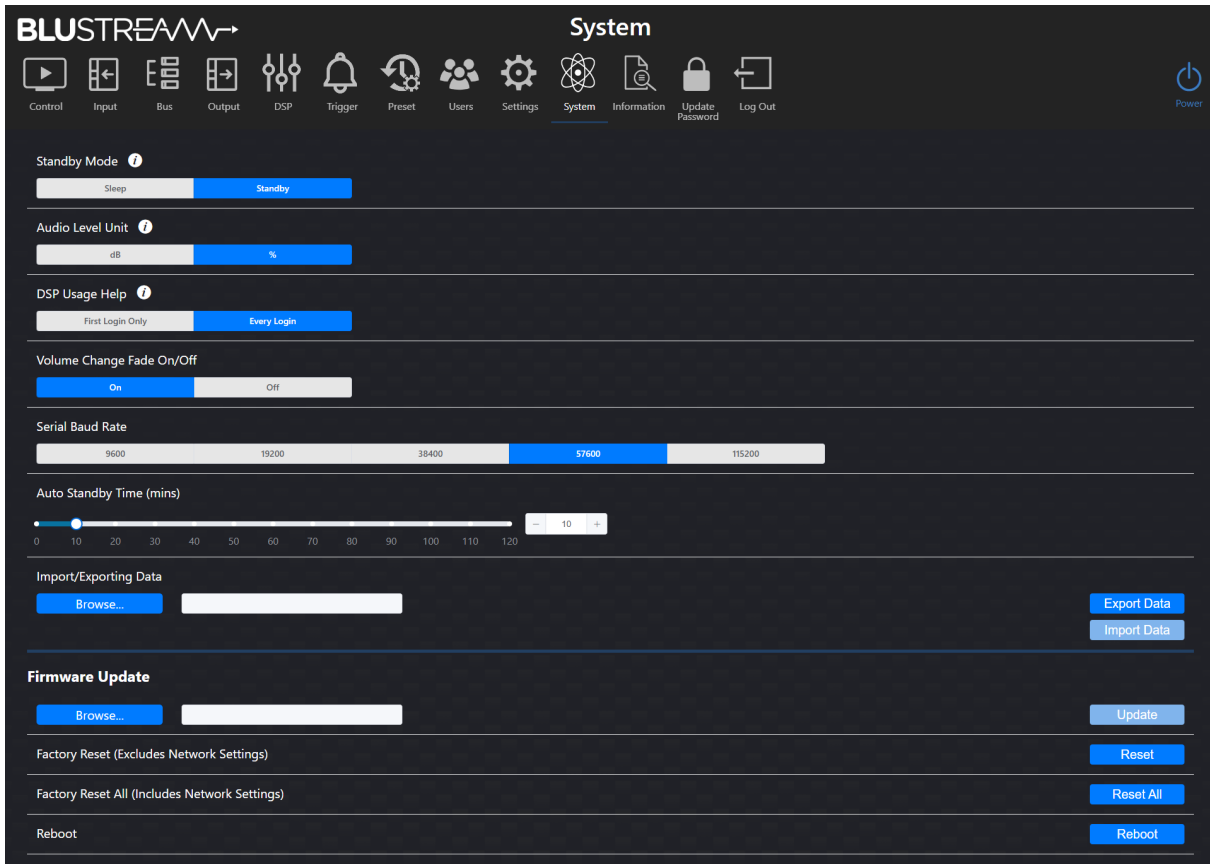 BLUSTREAM
System
Control
Input
Bus
Output
DSP
Trigger
Preset
Users
Settings
System
Information
Update
Password
Log Out
Power
Standby Mode i
Sleep Standby
Audio Level Unit i
dB %
DSP Usage Help i
First Login Only Every Login
Volume Change Fade On/Off
On Off
Serial Baud Rate
9600 19200 38400 57600 115200
Auto Standby Time (mins)
− 10 +
0 10 20 30 40 50 60 70 80 90 100 110 120
Import/Exporting Data
Browse... Export Data
Import Data
Firmware Update
Browse... Update
Factory Reset (Excludes Network Settings) Reset
Factory Reset All (Includes Network Settings) Reset All
Reboot Reboot